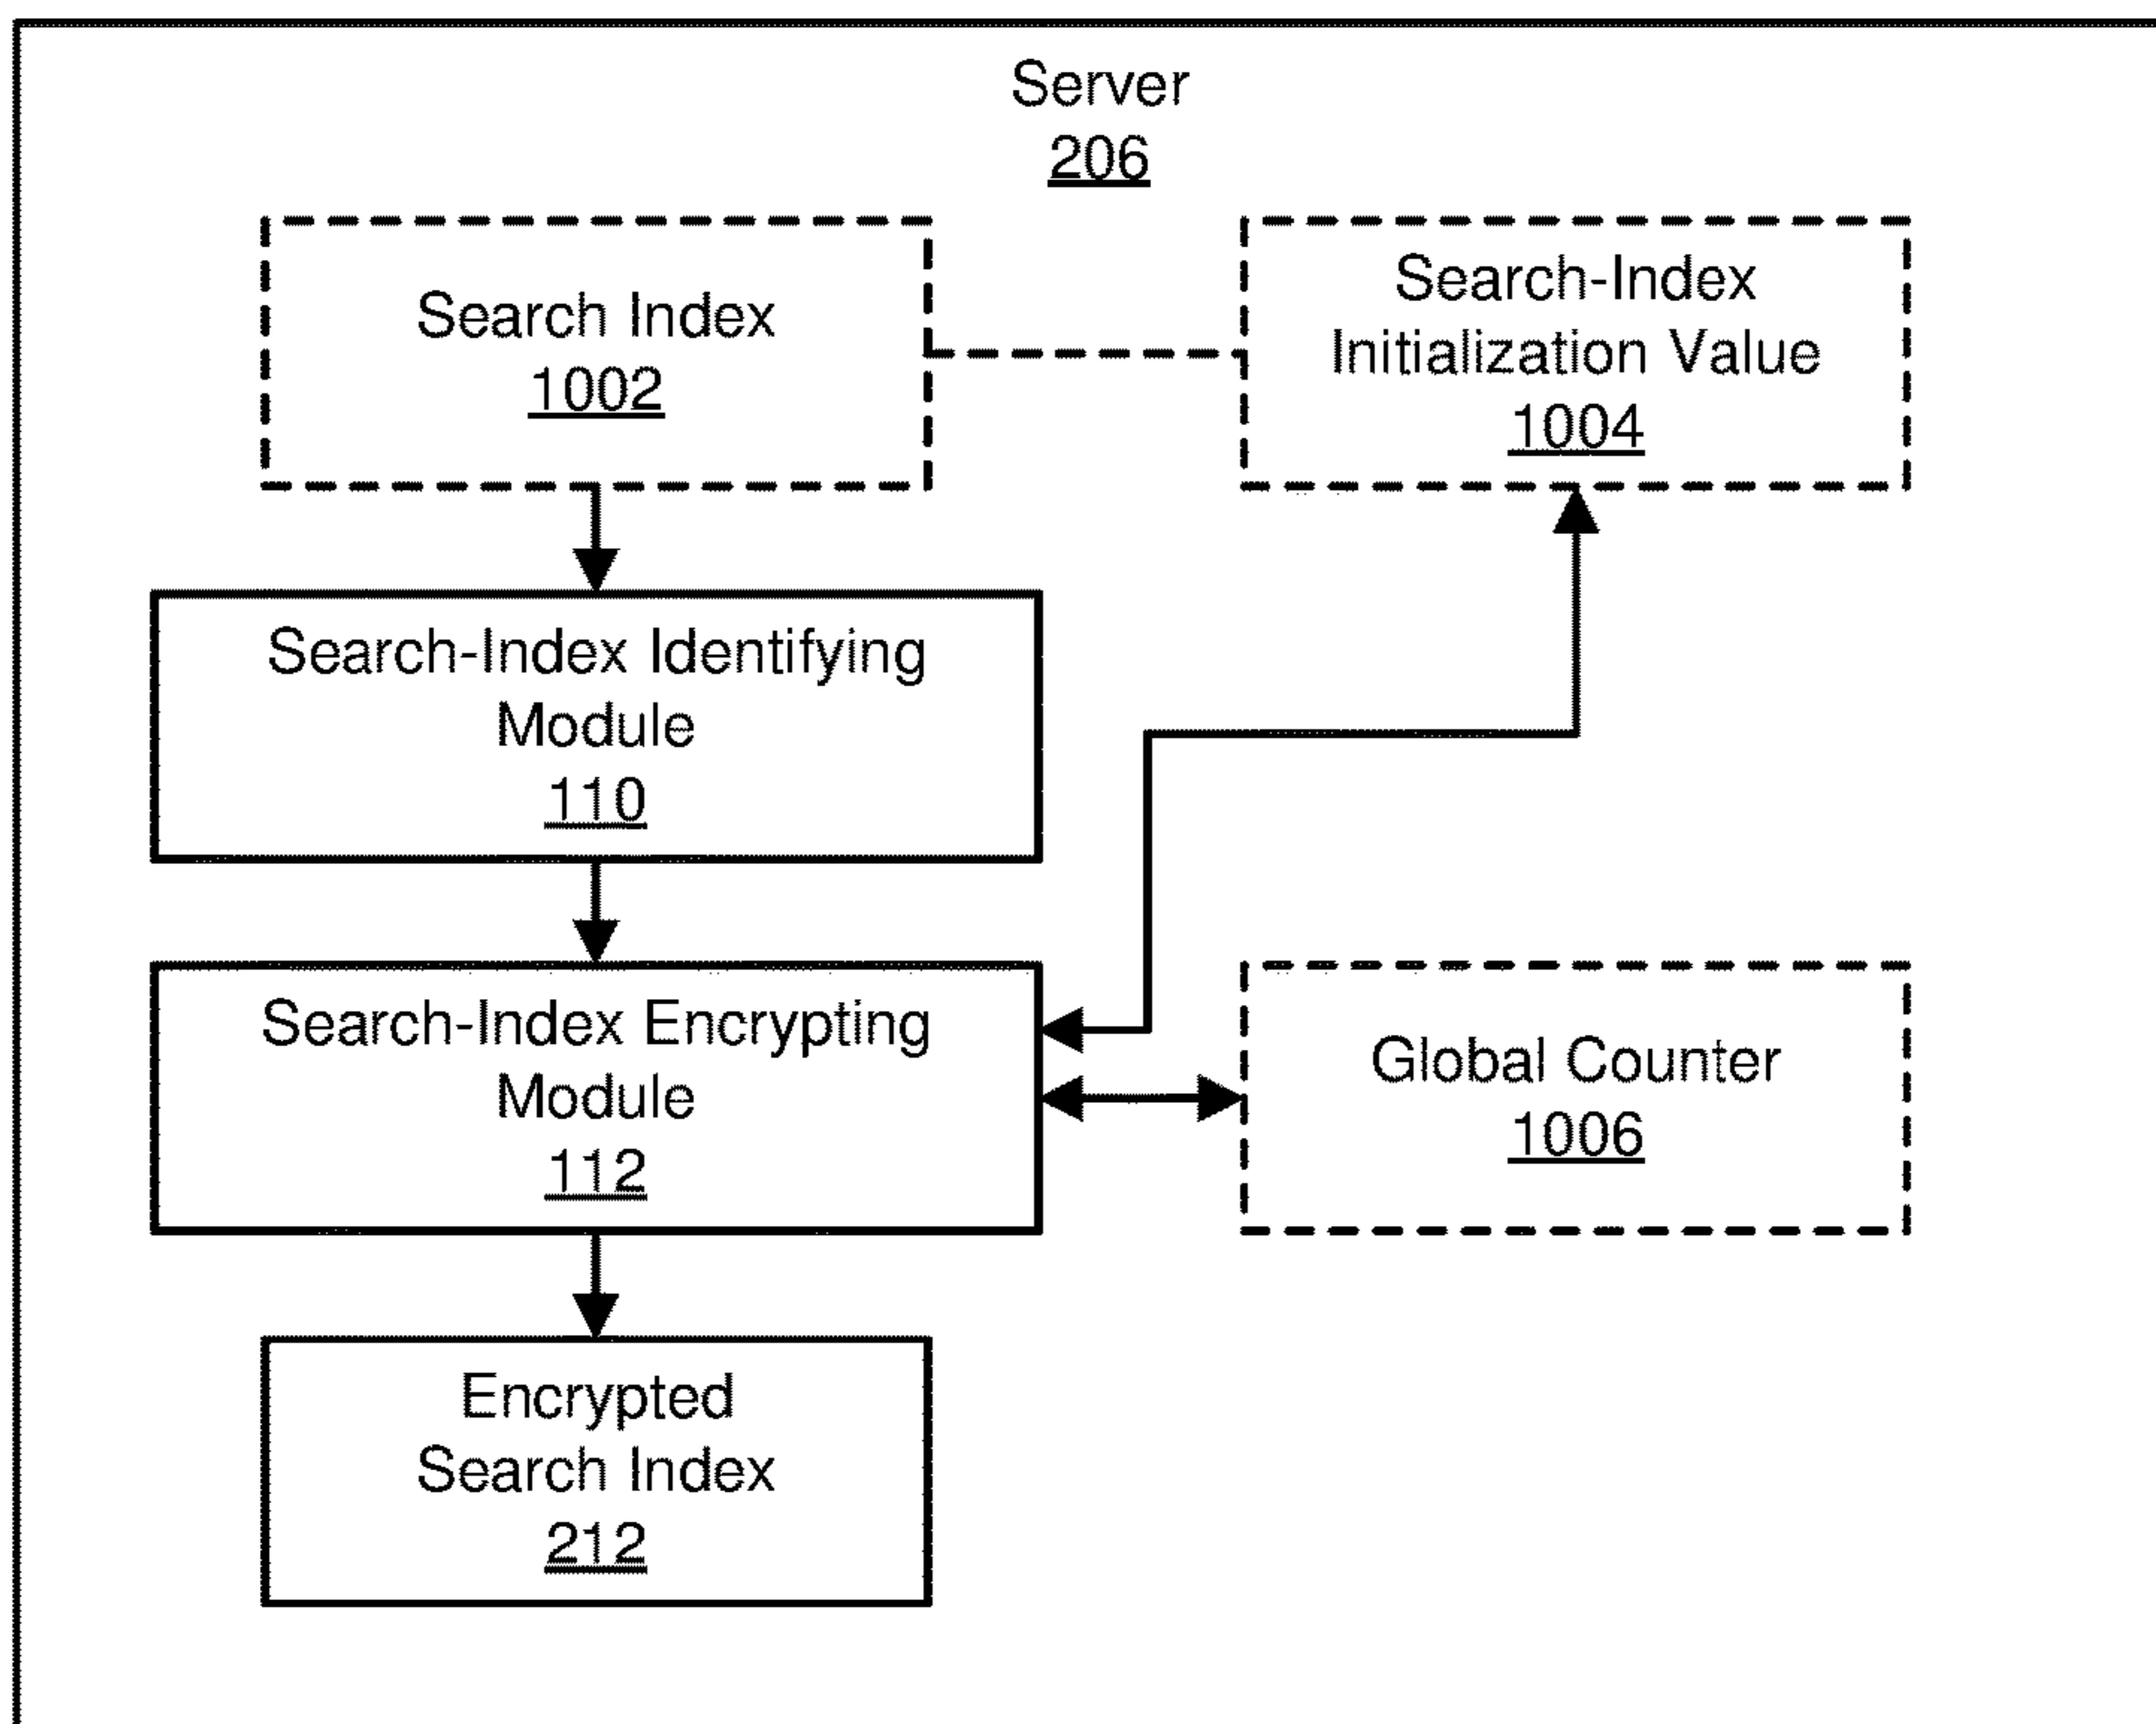 Server
206
Search Index
1002
Search-Index
Initialization Value
1004
Search-Index Identifying
Module
110
Search-Index Encrypting
Module
112
Global Counter
1006
Encrypted
Search Index
212